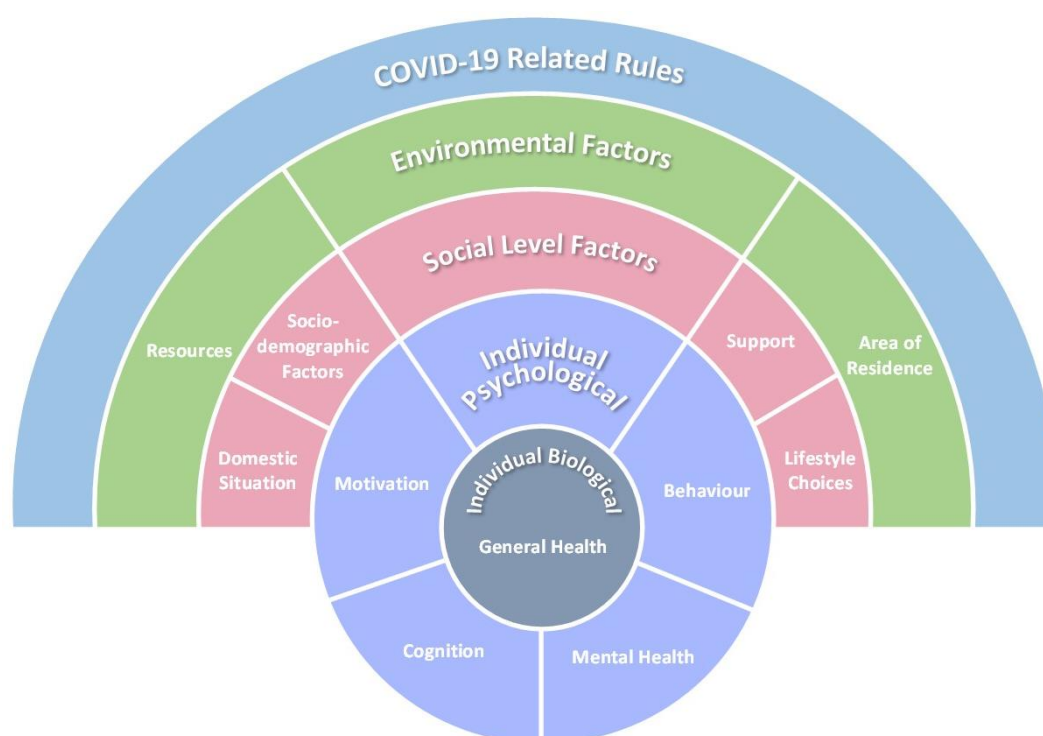 COVID-19 Related Rules
Environmental Factors
Social Level Factors
Individual
Psychological
Individual Biological
General Health
Resources
Socio-
demographic
Factors
Domestic
Situation
Motivation
Cognition
Mental Health
Behaviour
Support
Lifestyle
Choices
Area of
Residence